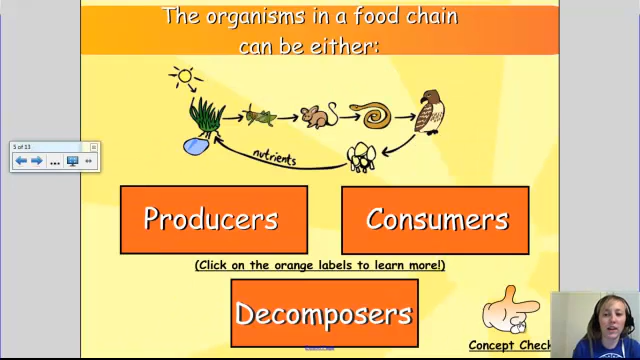 The organisms in a food chain
can be either:
5 of 13
nutrients
Producers
Consumers
(Click on the orange labels to learn more!)
Decomposers
Concept Check